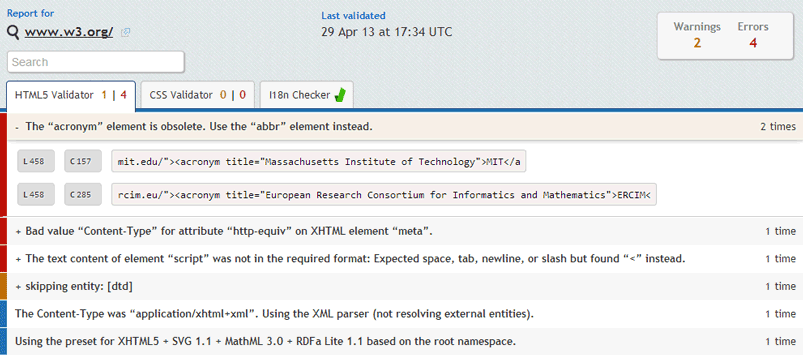 Report for
www.w3.org/
Last validated
29 Apr 13 at 17:34 UTC
Warnings Errors
2 4
Search
HTML5 Validator 1 | 4 CSS Validator 0 | 0 I18n Checker
- The “acronym” element is obsolete. Use the “abbr” element instead. 2 times
L 458 C 157 mit.edu/"><acronym title="Massachusetts Institute of Technology">MIT</a
L 458 C 285 rcim.eu/"><acronym title="European Research Consortium for Informatics and Mathematics">ERCIM<
+ Bad value “Content-Type” for attribute “http-equiv” on XHTML element “meta”. 1 time
+ The text content of element “script” was not in the required format: Expected space, tab, newline, or slash but found “<” instead. 1 time
+ skipping entity: [dtd] 1 time
The Content-Type was “application/xhtml+xml”. Using the XML parser (not resolving external entities). 1 time
Using the preset for XHTML5 + SVG 1.1 + MathML 3.0 + RDFa Lite 1.1 based on the root namespace. 1 time